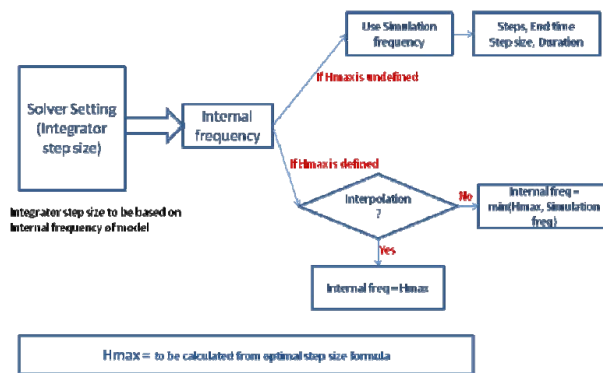 Use Simulation
frequency
Steps, End time
Step size, Duration
If Hmax is undefined
Solver Setting
(Integrator
step size)
Internal
frequency
If Hmax is defined
Interpolation
?
No
Internal freq =
min(Hmax, Simulation
freq)
Integrator step size to be based on
Internal frequency of model
Yes
Internal freq = Hmax
Hmax = to be calculated from optimal step size formula